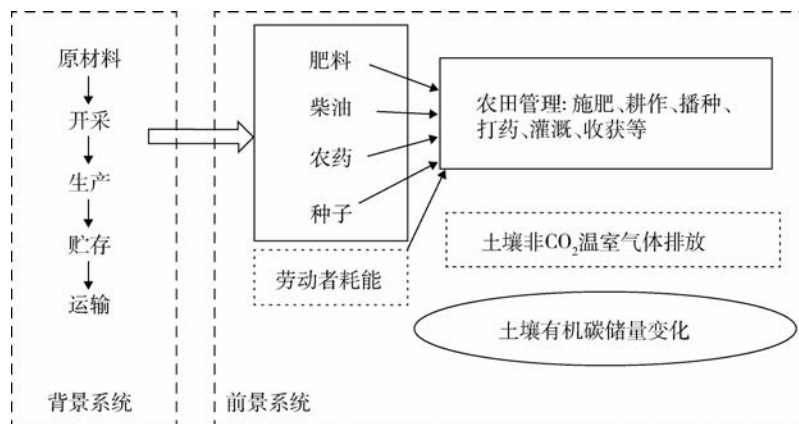 原材料
开采
生产
贮存
运输
背景系统
肥料
柴油
农药
种子
劳动者耗能
农田管理: 施肥、耕作、播种、
打药、灌溉、收获等
土壤非CO₂温室气体排放
土壤有机碳储量变化
前景系统